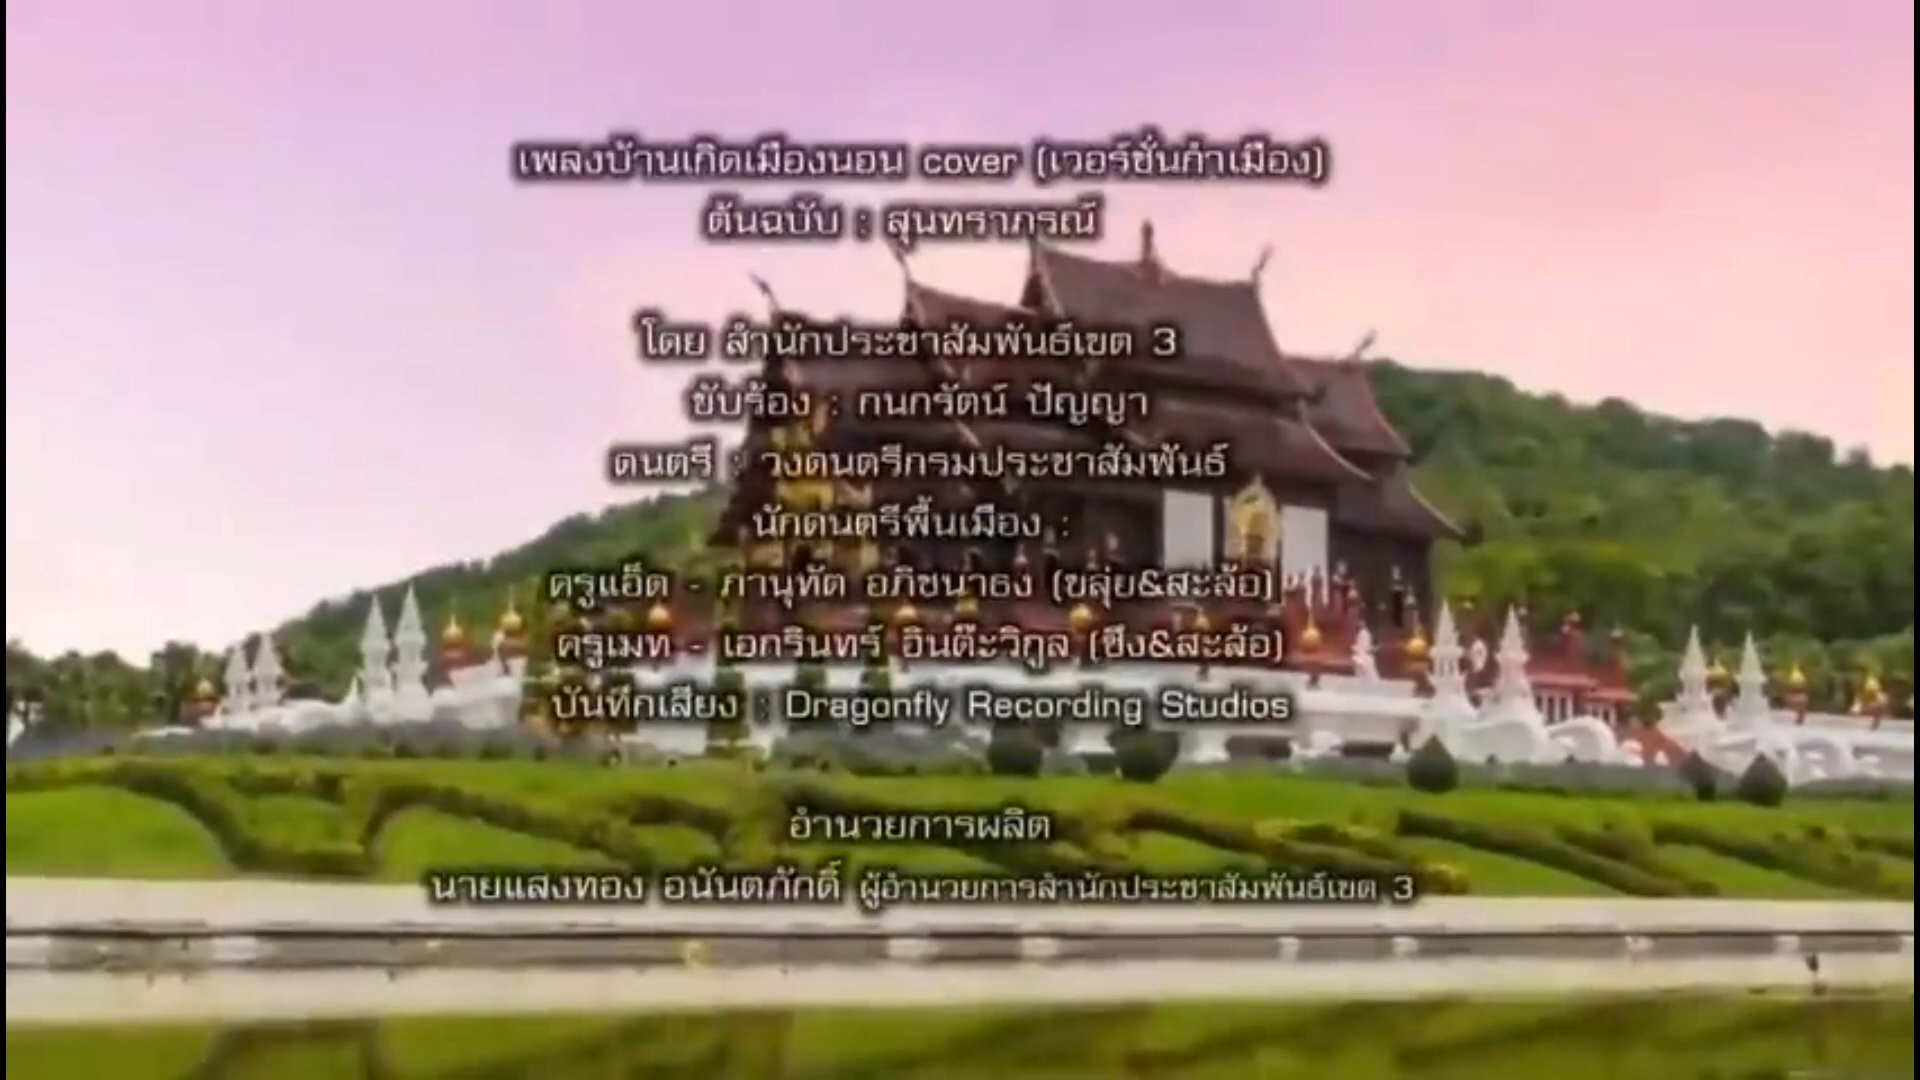 เพลงบ้านเกิดเมืองนอน cover (เวอร์ชั่นกำเมือง)
ต้นฉบับ : สุนทราภรณ์
โดย สำนักประชาสัมพันธ์เขต 3
ขับร้อง : กนกรัตน์ ปัญญา
ดนตรี : วงดนตรีกรมประชาสัมพันธ์
นักดนตรีพื้นเมือง :
ครูแอ็ด - ภานุทัต อภิชนาธง (ขลุ่ย&สะล้อ)
ครูเมท - เอกรินทร์ อินต๊ะวิกูล (ซึง&สะล้อ)
บันทึกเสียง : Dragonfly Recording Studios
อำนวยการผลิต
นายแสงทอง อนันตภักดิ์ ผู้อำนวยการสำนักประชาสัมพันธ์เขต 3